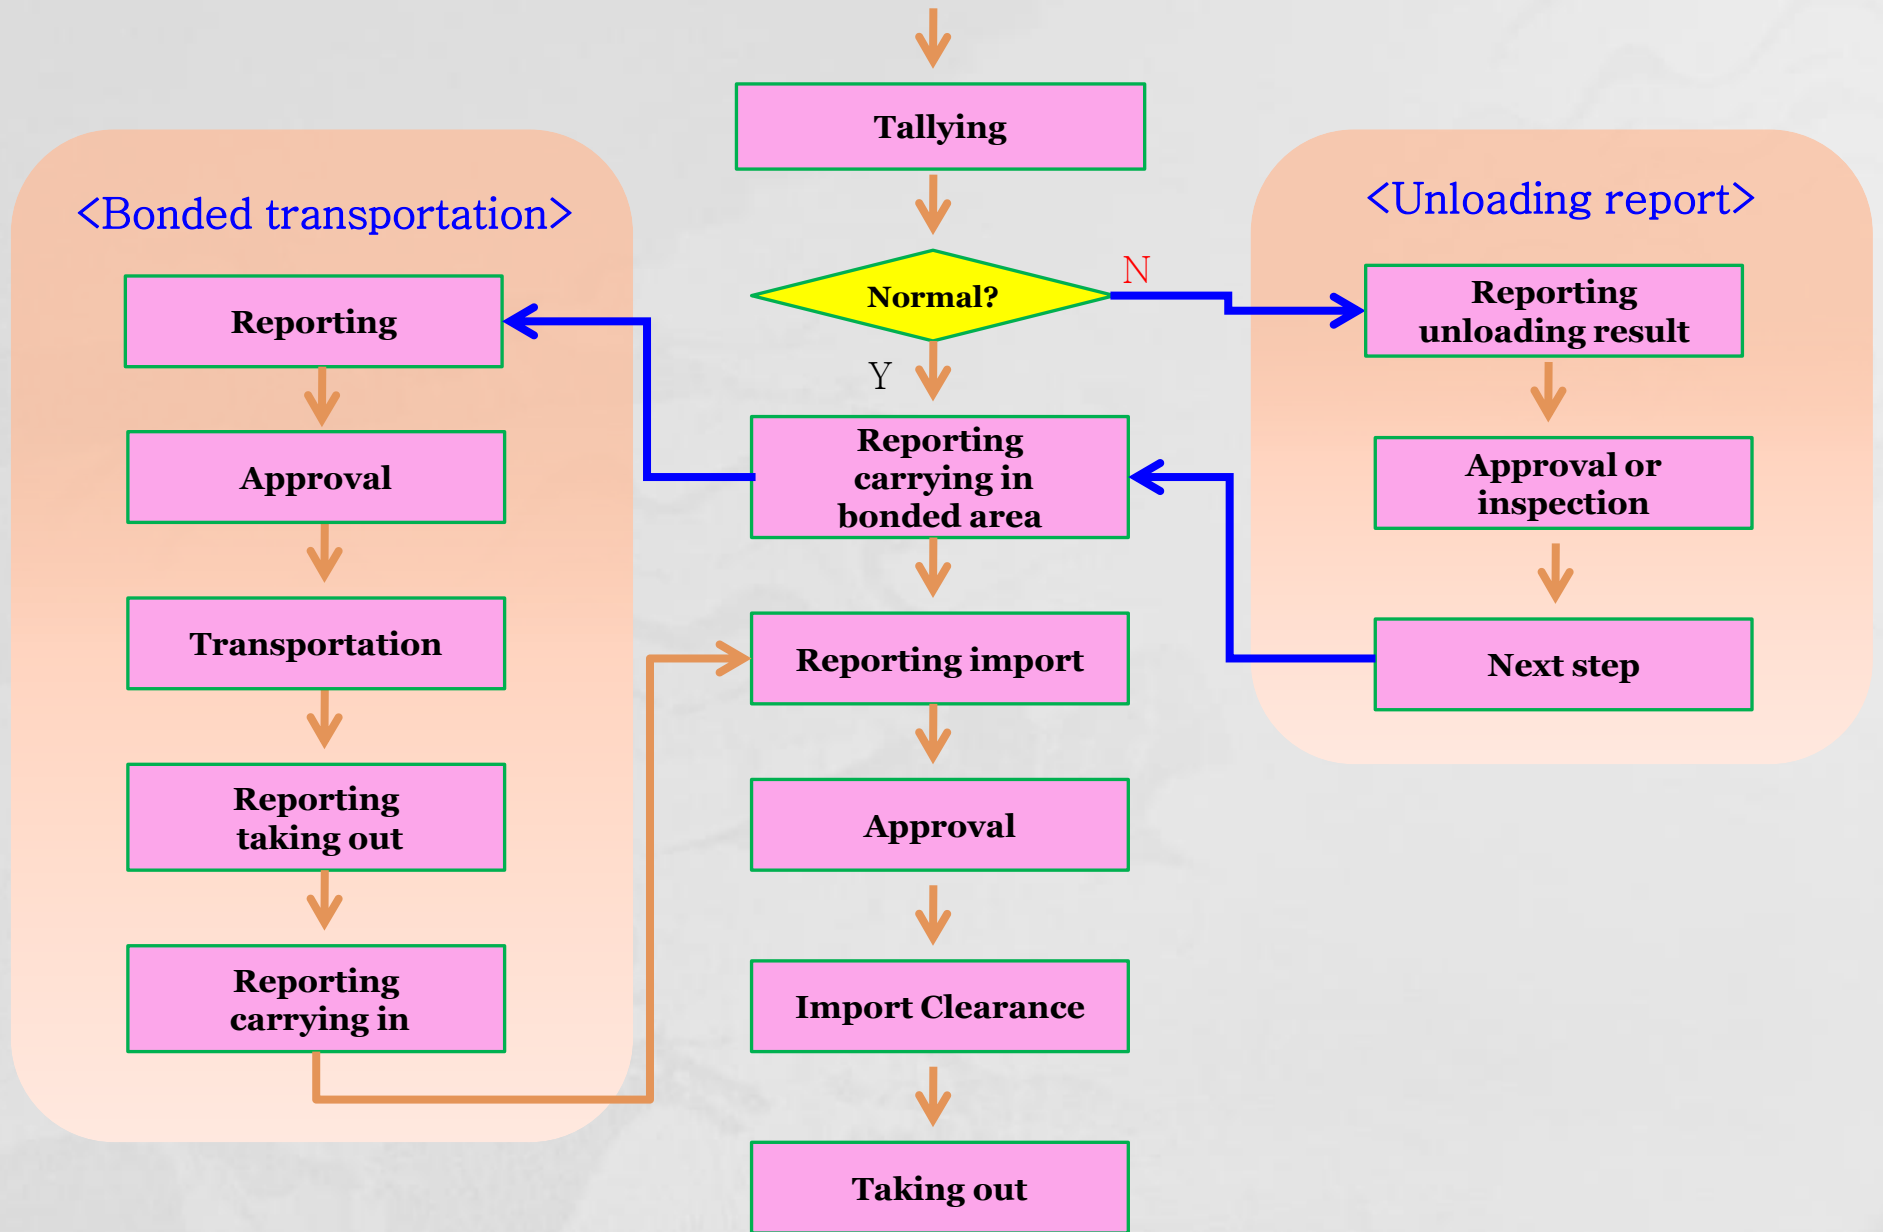 Tallying
<Bonded transportation>
<Unloading report>
Normal?
N
Y
Reporting
Reporting
unloading result
Approval
Reporting
carrying in
bonded area
Approval or
inspection
Transportation
Reporting import
Next step
Reporting
taking out
Approval
Reporting
carrying in
Import Clearance
Taking out